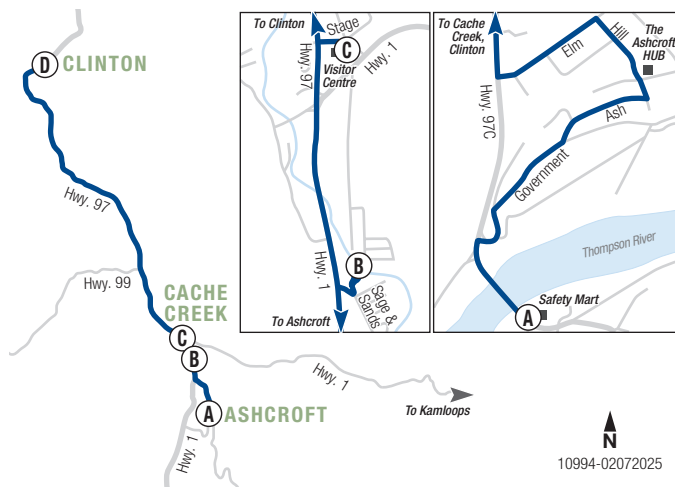 D
CLINTON
Hwy. 97
Hwy. 99
CACHE
CREEK
C
B
A
ASHCROFT
Hwy. 1
Hwy. 1
To Kamloops
To Clinton
Stage
C
Visitor
Centre
Hwy. 1
Hwy. 97
Hwy. 1
B
Sage &
Sands
To Ashcroft
To Cache
Creek,
Clinton
Elm
Hill
The
Ashcroft
HUB
Hwy. 97C
Ash
Government
Thompson River
Safety Mart
A
N
10994-02072025